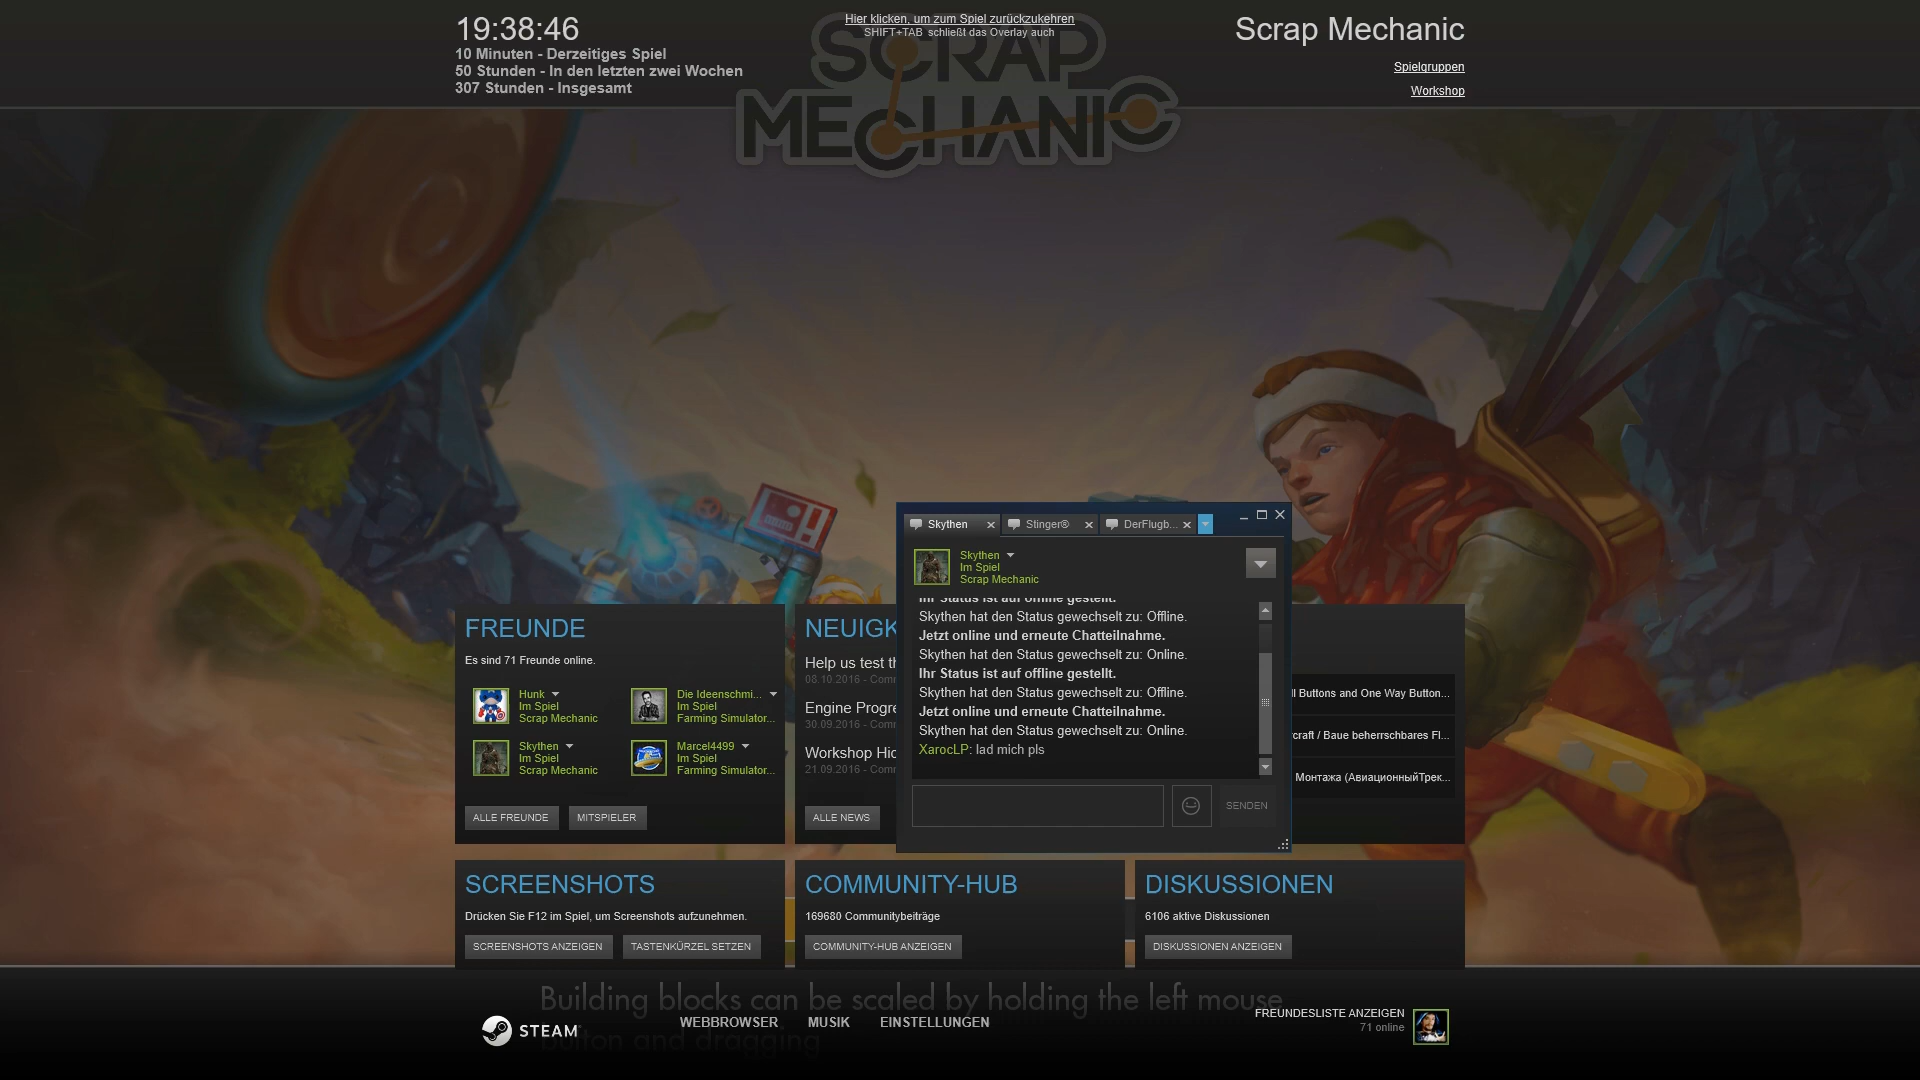 19:38:46
10 Minuten - Derzeitiges Spiel
50 Stunden - In den letzten zwei Wochen
307 Stunden - Insgesamt
Hier klicken, um zum Spiel zurückzukehren
SHIFT+TAB schließt das Overlay auch
SCRAP
MECHANIC
Scrap Mechanic
Spielgruppen
Workshop
Skythen
Stinger®
DerFlugb...
Skythen
Im Spiel
Scrap Mechanic
Ihr Status ist auf offline gestellt.
Skythen hat den Status gewechselt zu: Offline.
Jetzt online und erneute Chatteilnahme.
Skythen hat den Status gewechselt zu: Online.
Ihr Status ist auf offline gestellt.
Skythen hat den Status gewechselt zu: Offline.
Jetzt online und erneute Chatteilnahme.
Skythen hat den Status gewechselt zu: Online.
XarocLP: lad mich pls
SENDEN
FREUNDE
Es sind 71 Freunde online.
Hunk
Im Spiel
Scrap Mechanic
Die Ideenschmi...
Im Spiel
Farming Simulator...
Skythen
Im Spiel
Scrap Mechanic
Marcel4499
Im Spiel
Farming Simulator...
ALLE FREUNDE
MITSPIELER
NEUIGK
Help us test th
08.10.2016 - Com
Engine Progre
30.09.2016 - Com
Workshop Hic
21.09.2016 - Com
ALLE NEWS
ll Buttons and One Way Button...
rcraft / Baue beherrschbares Fl...
Монтажа (АвиационныйТрек...
SCREENSHOTS
Drücken Sie F12 im Spiel, um Screenshots aufzunehmen.
SCREENSHOTS ANZEIGEN
TASTENKÜRZEL SETZEN
COMMUNITY-HUB
169680 Communitybeiträge
COMMUNITY-HUB ANZEIGEN
DISKUSSIONEN
6106 aktive Diskussionen
DISKUSSIONEN ANZEIGEN
Building blocks can be scaled by holding the left mouse
button and dragging
STEAM
WEBBROWSER
MUSIK
EINSTELLUNGEN
FREUNDESLISTE ANZEIGEN
71 online